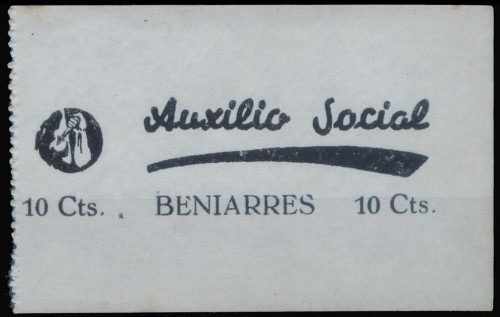 Auxilio Social
10 Cts. BENIARRES 10 Cts.